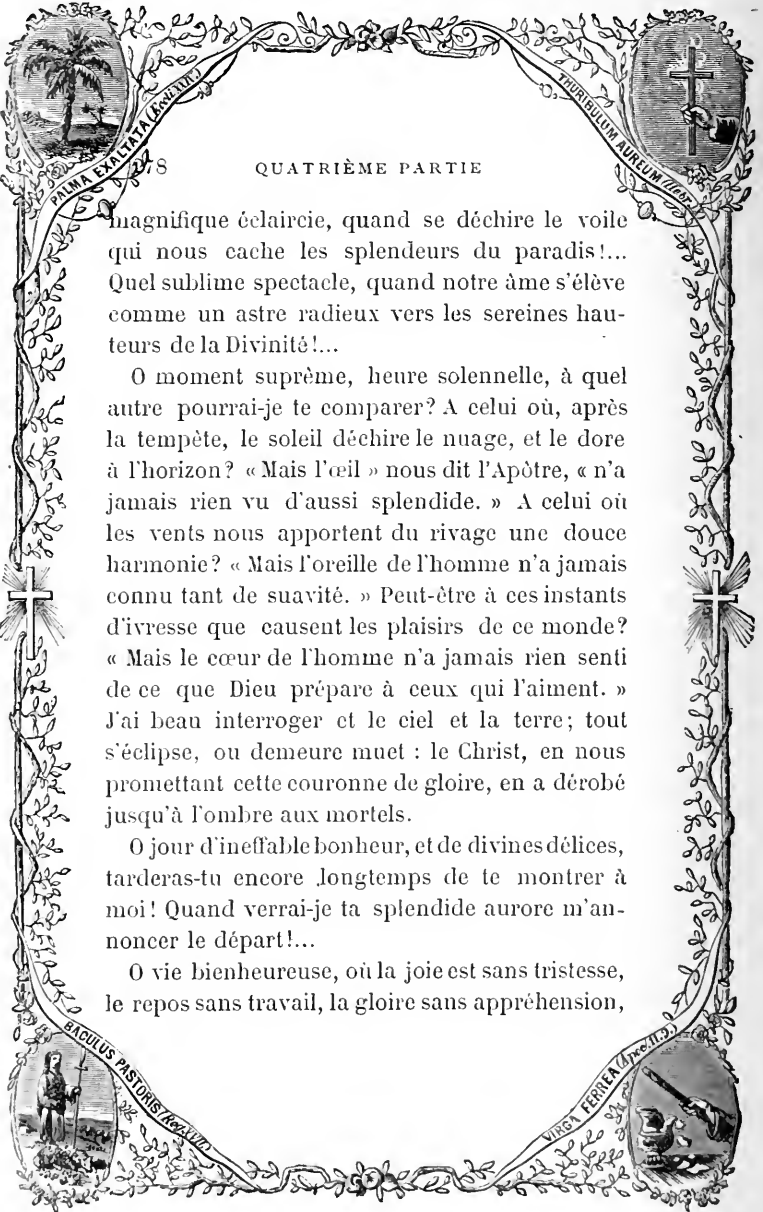 PALMA EXALTATA (Eccli. XXIV.)
THURIBULUM AUREUM (Hebr.
78 QUATRIÈME PARTIE
magnifique éclaircie, quand se déchire le voile
qui nous cache les splendeurs du paradis!...
Quel sublime spectacle, quand notre âme s'élève
comme un astre radieux vers les sereines hau-
teurs de la Divinité!...
O moment suprême, heure solennelle, à quel
autre pourrai-je te comparer? A celui où, après
la tempête, le soleil déchire le nuage, et le dore
à l'horizon? « Mais l'œil » nous dit l'Apôtre, « n'a
jamais rien vu d'aussi splendide. » A celui où
les vents nous apportent du rivage une douce
harmonie? « Mais l'oreille de l'homme n'a jamais
connu tant de suavité. » Peut-être à ces instants
d'ivresse que causent les plaisirs de ce monde?
« Mais le cœur de l'homme n'a jamais rien senti
de ce que Dieu prépare à ceux qui l'aiment. »
J'ai beau interroger et le ciel et la terre; tout
s'éclipse, ou demeure muet : le Christ, en nous
promettant cette couronne de gloire, en a dérobé
jusqu'à l'ombre aux mortels.
O jour d'ineffable bonheur, et de divines délices,
tarderas-tu encore longtemps de te montrer à
moi! Quand verrai-je ta splendide aurore m'an-
noncer le départ!...
O vie bienheureuse, où la joie est sans tristesse,
le repos sans travail, la gloire sans appréhension,
BACULUS PASTORIS (Reg. XVII.)
VIRGA FERREA (Apoc. II. 9.)